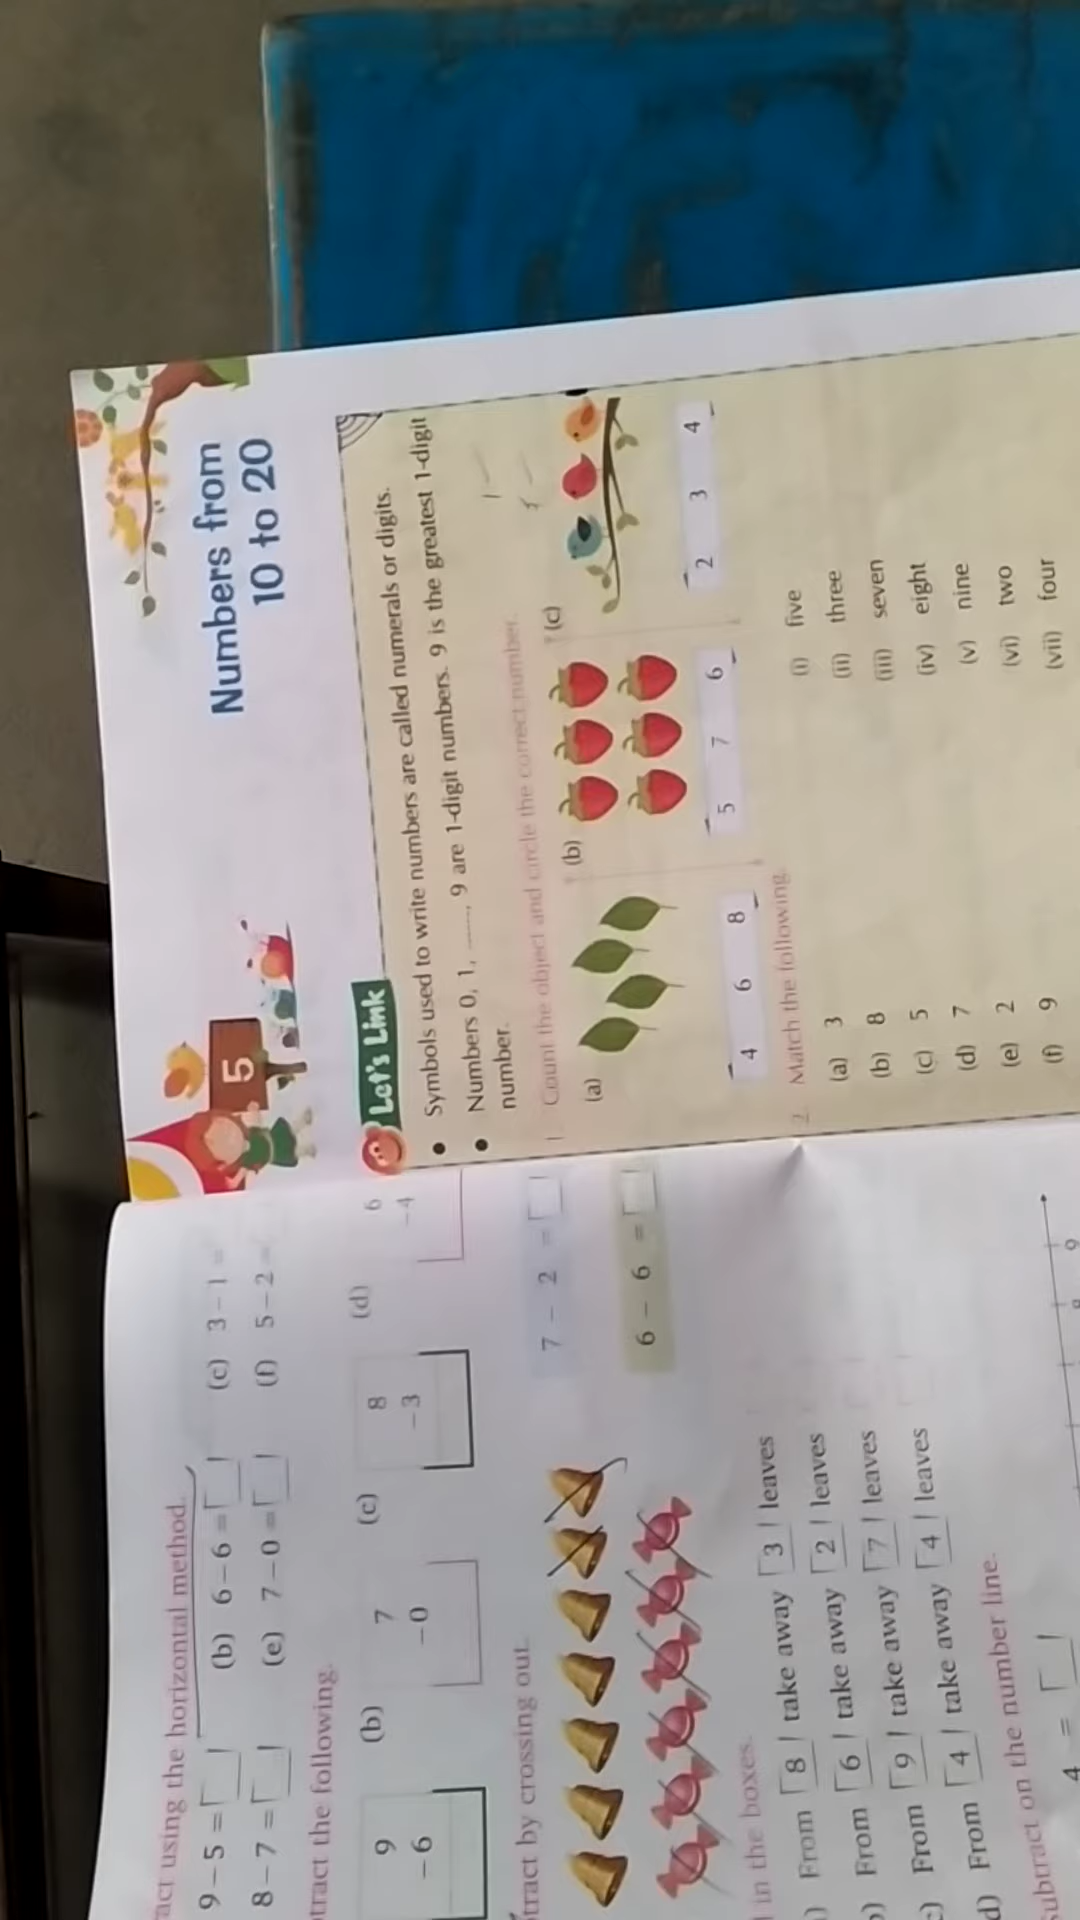 act using the horizontal method.
9 – 5 =
(b) 6 – 6 =
(c) 3 – 1 =
8 – 7 =
(e) 7 – 0 =
(f) 5 – 2 =
tract the following.
9
– 6
(b) 7
– 0
(c) 8
– 3
(d) 6
– 4
tract by crossing out.
7 – 2 =
6 – 6 =
in the boxes.
From 8 take away 3 leaves
From 6 take away 2 leaves
From 9 take away 7 leaves
d) From 4 take away 4 leaves
ubtract on the number line.
4 =
8 9
5
Numbers from
10 to 20
Let's Link
• Symbols used to write numbers are called numerals or digits.
• Numbers 0, 1, ......, 9 are 1-digit numbers. 9 is the greatest 1-digit
number.
1. Count the object and circle the correct number.
(a)
(b)
(c)
4 6 8
5 7 6
2 3 4
2. Match the following.
(a) 3 (i) five
(b) 8 (ii) three
(c) 5 (iii) seven
(d) 7 (iv) eight
(e) 2 (v) nine
(f) 9 (vi) two
(vii) four